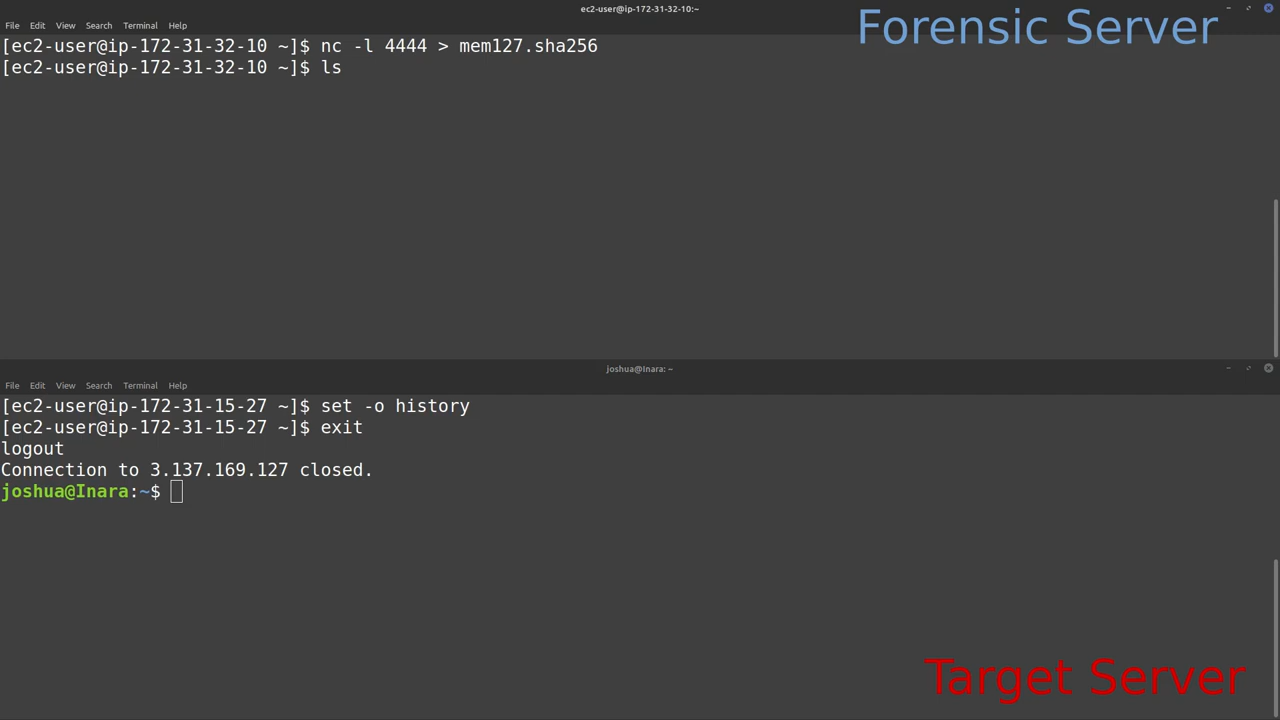 ec2-user@ip-172-31-32-10:~
File Edit View Search Terminal Help
Forensic Server
[ec2-user@ip-172-31-32-10 ~]$ nc -l 4444 > mem127.sha256
[ec2-user@ip-172-31-32-10 ~]$ ls
joshua@Inara: ~
File Edit View Search Terminal Help
[ec2-user@ip-172-31-15-27 ~]$ set -o history
[ec2-user@ip-172-31-15-27 ~]$ exit
logout
Connection to 3.137.169.127 closed.
joshua@Inara:~$
Target Server